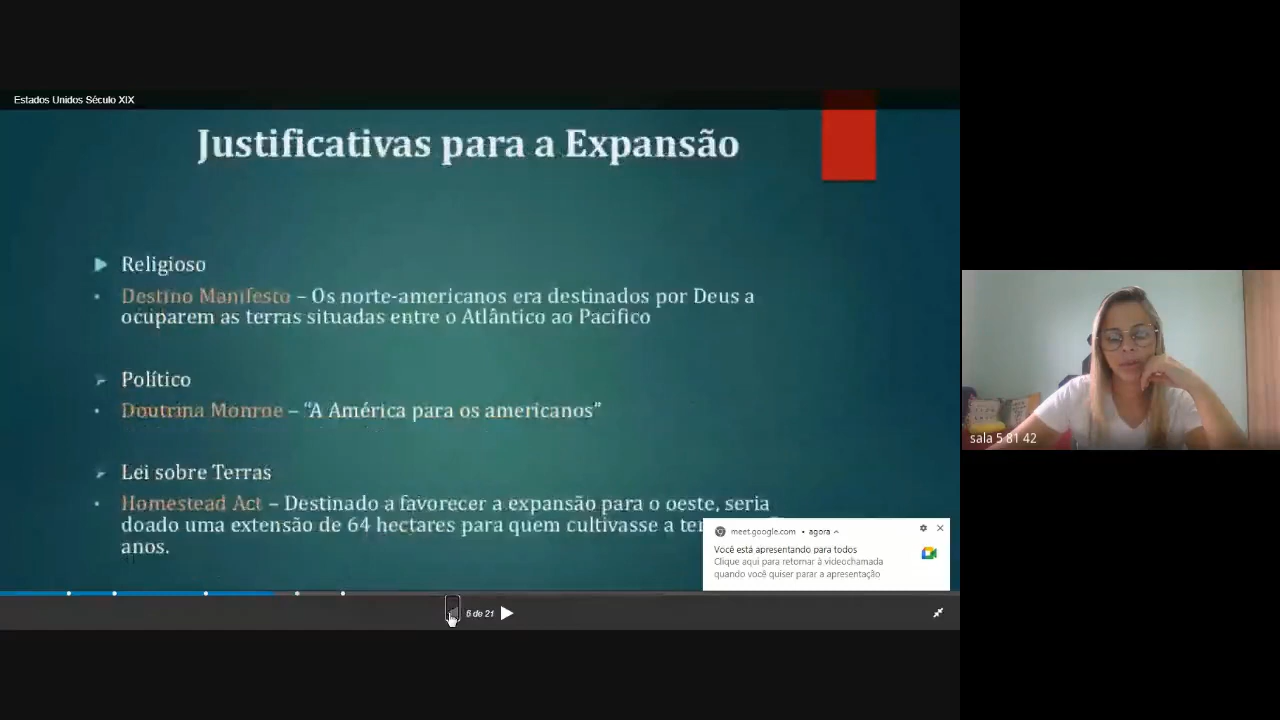 Estados Unidos Século XIX
Justificativas para a Expansão
Religioso
Destino Manifesto – Os norte-americanos era destinados por Deus a
ocuparem as terras situadas entre o Atlântico ao Pacifico
Político
Doutrina Monroe – “A América para os americanos”
Lei sobre Terras
Homestead Act – Destinado a favorecer a expansão para o oeste, seria
doado uma extensão de 64 hectares para quem cultivasse a
anos.
meet.google.com • agora
Você está apresentando para todos
Clique aqui para retornar à videochamada
quando você quiser parar a apresentação
6 de 21
sala 5 81 42